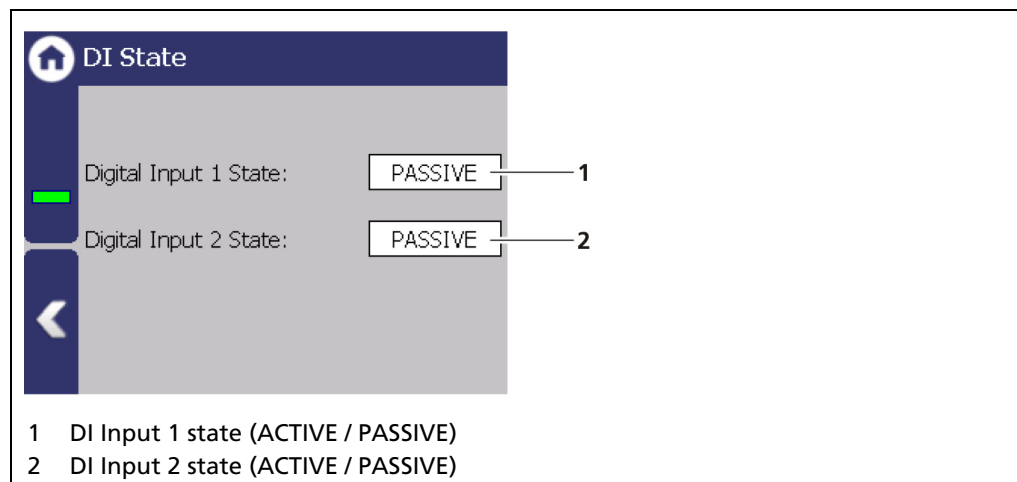 DI State
Digital Input 1 State: PASSIVE 1
Digital Input 2 State: PASSIVE 2
1 DI Input 1 state (ACTIVE / PASSIVE)
2 DI Input 2 state (ACTIVE / PASSIVE)